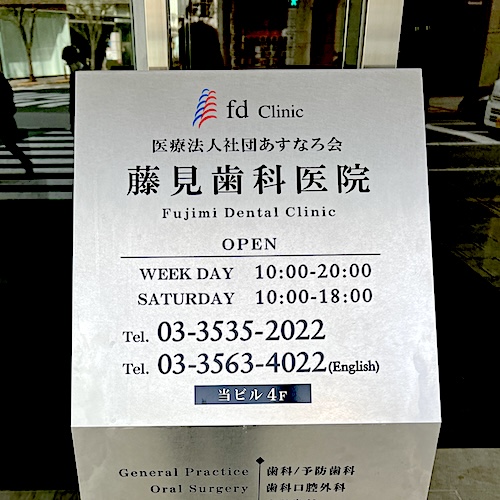 fd Clinic
医療法人社団あすなろ会
藤見歯科医院
Fujimi Dental Clinic
OPEN
WEEK DAY 10:00-20:00
SATURDAY 10:00-18:00
Tel. 03-3535-2022
Tel. 03-3563-4022 (English)
当ビル 4F
General Practice 歯科/予防歯科
Oral Surgery 歯科口腔外科